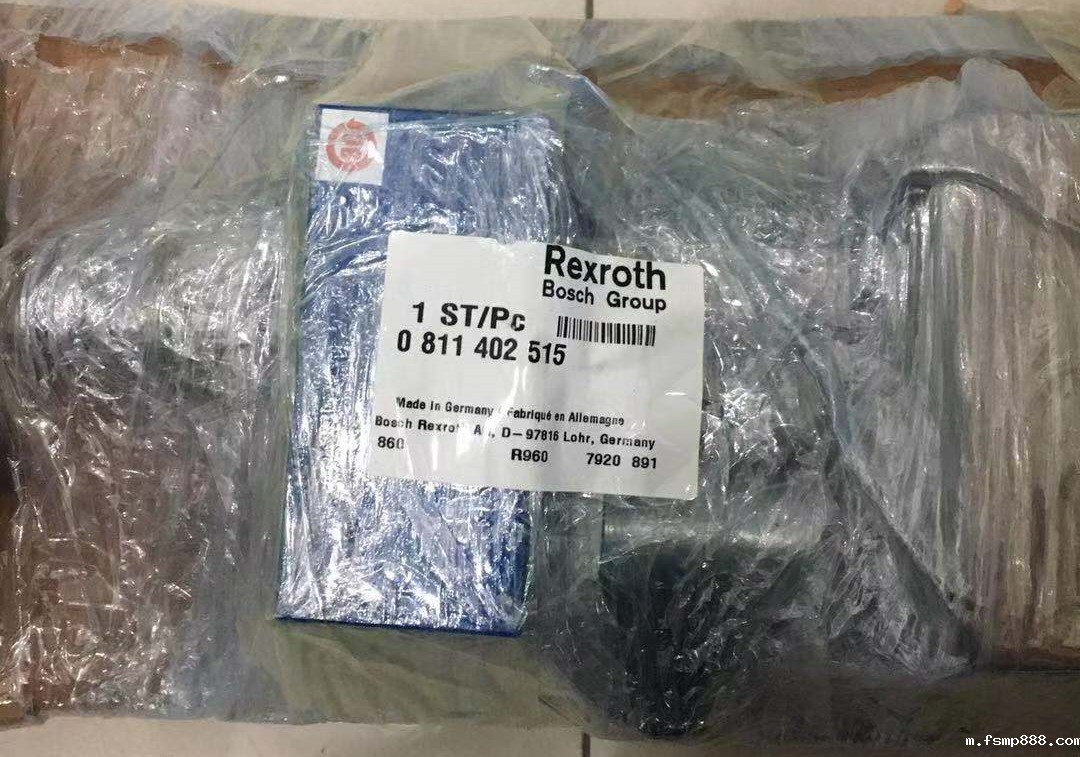 Rexroth
Bosch Group
1 ST/Pc
0 811 402 515
Made in Germany Fabriqué en Allemagne
Bosch Rexroth D-97816 Lohr, Germany
860 R960 7920 891
m.fsmp888.com